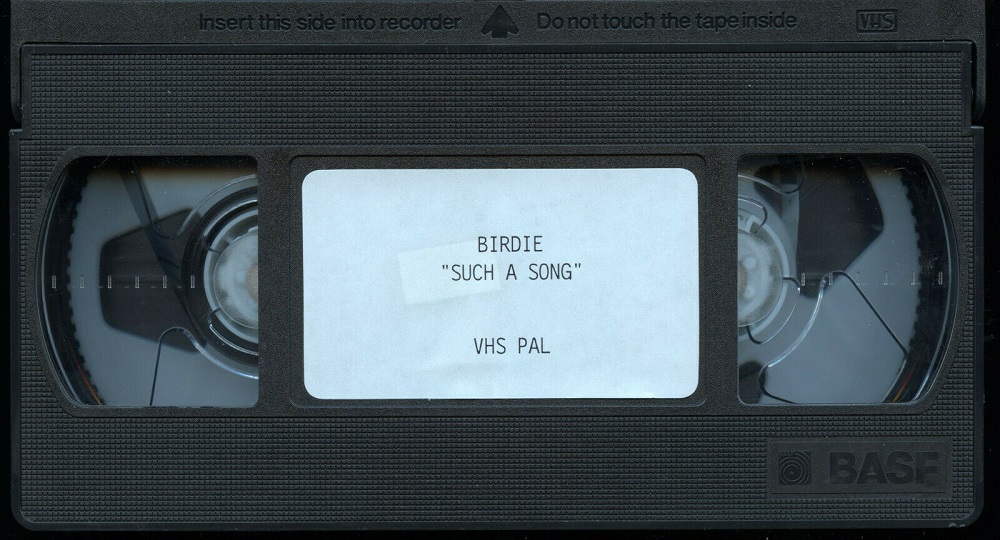 Insert this side into recorder Do not touch the tape inside VHS
BIRDIE
"SUCH A SONG"
VHS PAL
BASF